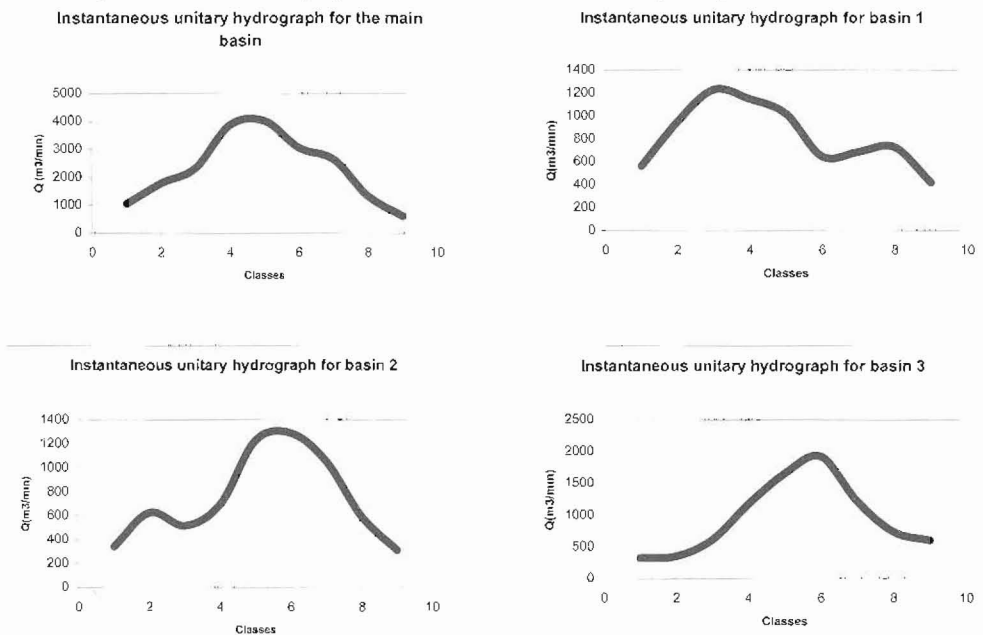 Instantaneous unitary hydrograph for the main
basin
5000
4000
3000
2000
1000
0
Q (m3/min)
0 2 4 6 8 10
Classes
Instantaneous unitary hydrograph for basin 1
1400
1200
1000
800
600
400
200
0
Q(m3/min)
0 2 4 6 8 10
Classes
Instantaneous unitary hydrograph for basin 2
1400
1200
1000
800
600
400
200
0
Q(m3/min)
0 2 4 6 8 10
Classes
Instantaneous unitary hydrograph for basin 3
2500
2000
1500
1000
500
0
Q(m3/min)
0 2 4 6 8 10
Classes